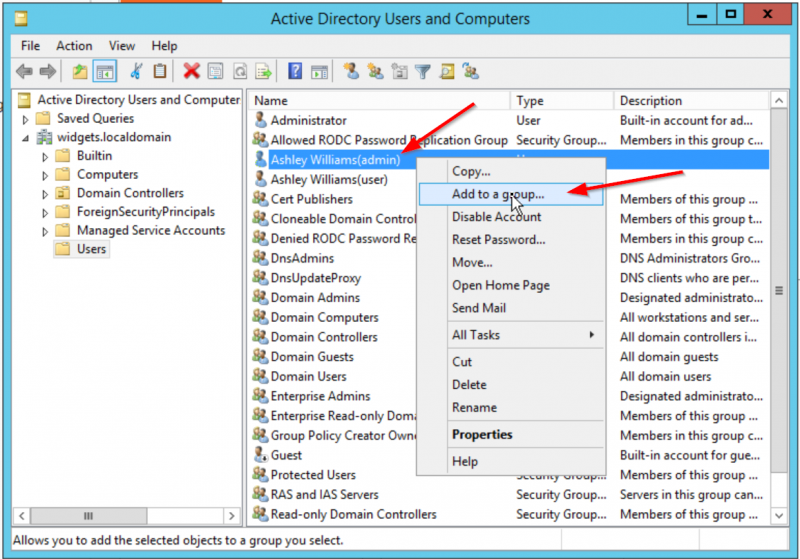 Active Directory Users and Computers
File Action View Help
Active Directory Users and Computer
Saved Queries
widgets.localdomain
Builtin
Computers
Domain Controllers
ForeignSecurityPrincipals
Managed Service Accounts
Users
Name Type Description
Administrator User Built-in account for ad...
Allowed RODC Password Replication Group Security Group... Members in this group c...
Ashley Williams(admin)
Ashley Williams(user)
Cert Publishers Members of this group ...
Cloneable Domain Control Members of this group ...
Denied RODC Password Re Members in this group c...
DnsAdmins DNS Administrators Gro...
DnsUpdateProxy DNS clients who are per...
Domain Admins Designated administrato...
Domain Computers All workstations and ser...
Domain Controllers All domain controllers i...
Domain Guests All domain guests
Domain Users All domain users
Enterprise Admins Designated administrato...
Enterprise Read-only Doma Members of this group ...
Group Policy Creator Owne Members in this group c...
Guest Built-in account for gue...
Protected Users Members of this group ...
RAS and IAS Servers Security Group... Servers in this group can...
Read-only Domain Controllers Security Group... Members of this group ...
Copy...
Add to a group...
Disable Account
Reset Password...
Move...
Open Home Page
Send Mail
All Tasks
Cut
Delete
Rename
Properties
Help
Allows you to add the selected objects to a group you select.